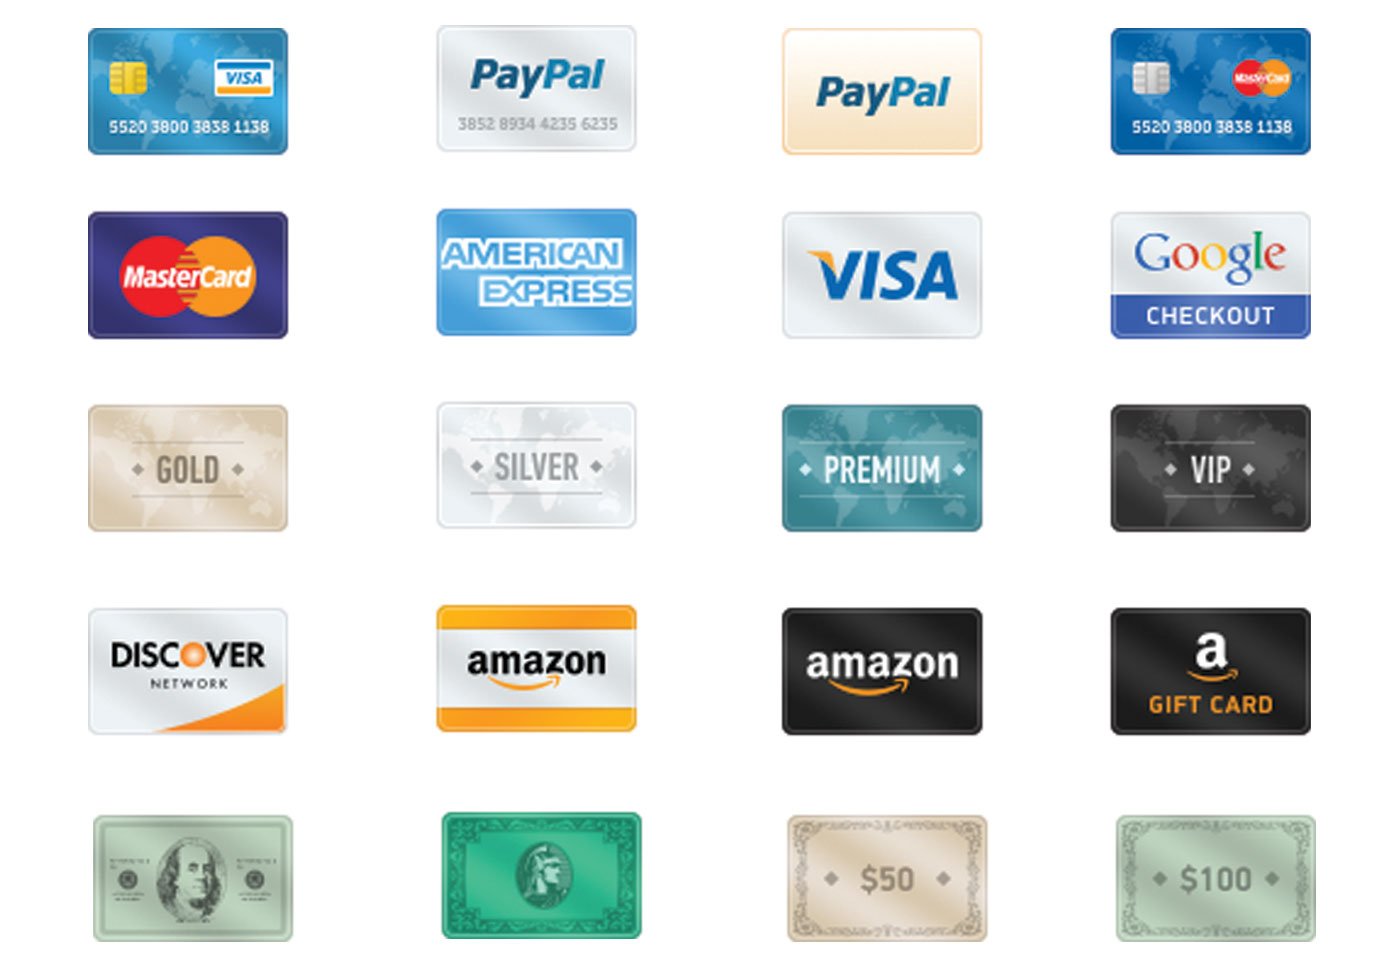 VISA
5520 3800 3838 1138
PayPal
3852 8934 4235 6235
PayPal
MasterCard
5520 3800 3838 1138
MasterCard
AMERICAN
EXPRESS
VISA
Google
CHECKOUT
GOLD
SILVER
PREMIUM
VIP
DISCOVER
NETWORK
amazon
amazon
a
GIFT CARD
$50
$100